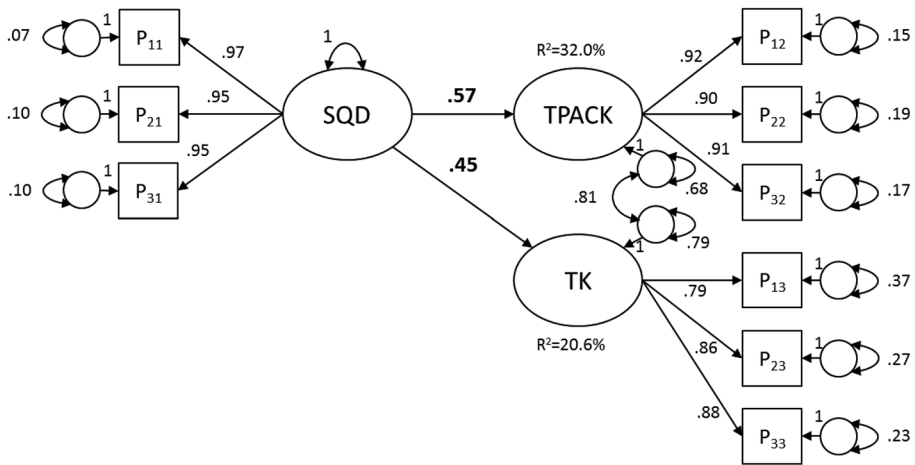 .07
1
P11
.97
.10
1
P21
.95
.10
1
P31
.95
1
SQD
.57
.45
R²=32.0%
TPACK
1
.68
.81
.79
1
TK
R²=20.6%
.92
P12
1
.15
.90
P22
1
.19
.91
P32
1
.17
.79
P13
1
.37
.86
P23
1
.27
.88
P33
1
.23